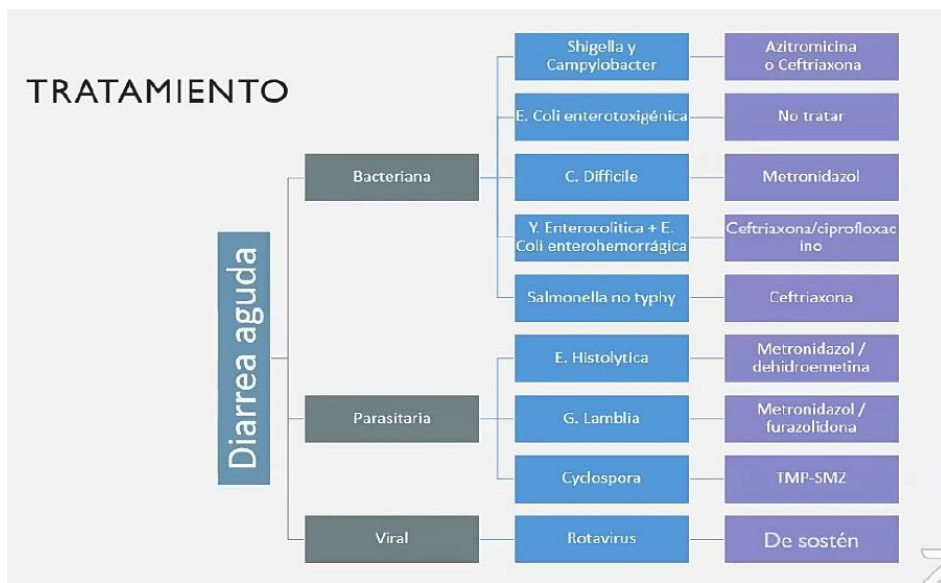 TRATAMIENTO
Diarrea aguda
Bacteriana
Shigella y
Campylobacter
Azitromicina
o Ceftriaxona
E. Coli enterotoxigénica
No tratar
C. Difficile
Metronidazol
Y. Enterocolitica + E.
Coli enterohemorrágica
Ceftriaxona/ciprofloxac
ino
Salmonella no typhy
Ceftriaxona
Parasitaria
E. Histolytica
Metronidazol /
dehidroemetina
G. Lamblia
Metronidazol /
furazolidona
Cyclospora
TMP-SMZ
Viral
Rotavirus
De sostén